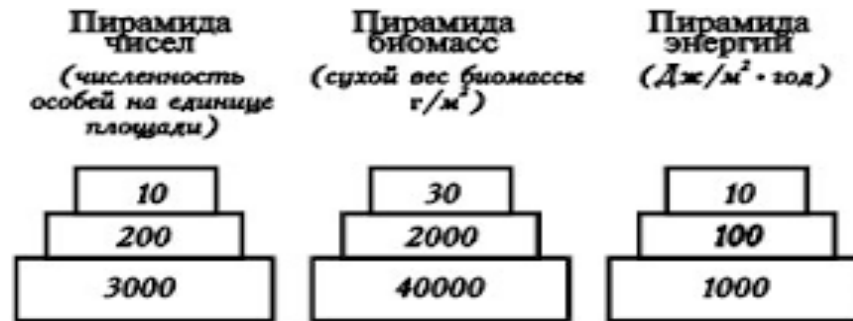 Пирамида чисел
(численность особей на единице площади)
10
200
3000
Пирамида биомасс
(сухой вес биомассы г/м²)
30
2000
40000
Пирамида энергий
(Дж/м² · год)
10
100
1000